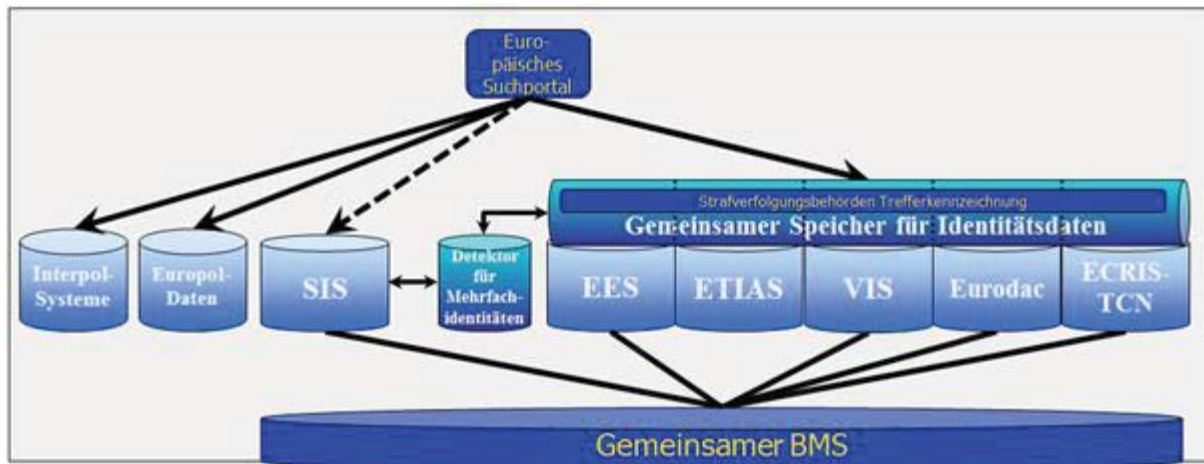 Euro-
päisches
Suchportal
Strafverfolgungsbehörden Trefferkennzeichnung
Gemeinsamer Speicher für Identitätsdaten
Interpol-
Systeme
Europol-
Daten
SIS
Detektor
für
Mehrfach-
identitäten
EES
ETIAS
VIS
Eurodac
ECRIS-
TCN
Gemeinsamer BMS